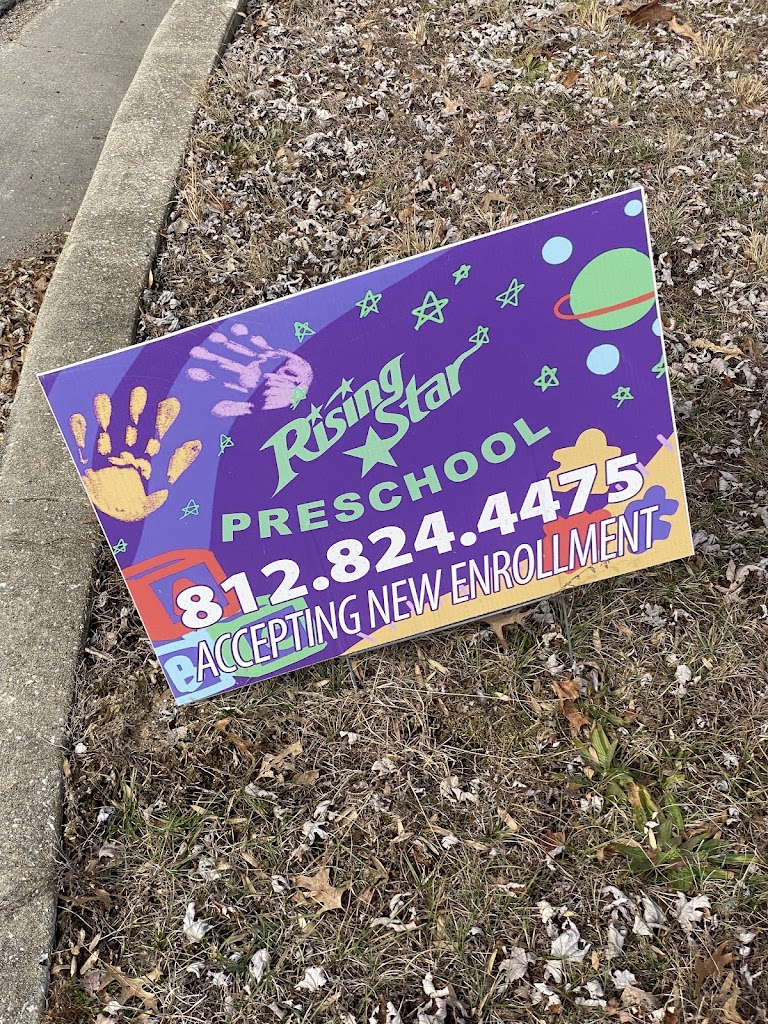 Rising
Star
PRESCHOOL
812.824.4475
ACCEPTING NEW ENROLLMENT